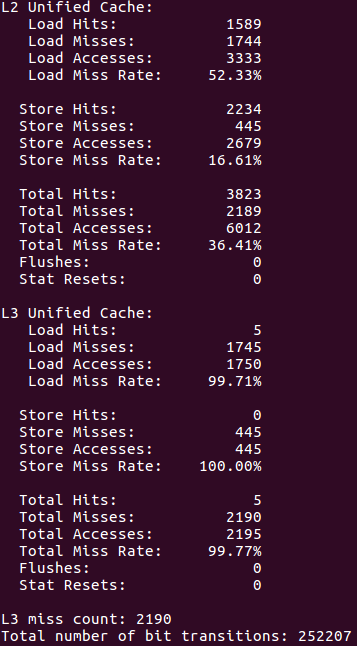 L2 Unified Cache:
Load Hits: 1589
Load Misses: 1744
Load Accesses: 3333
Load Miss Rate: 52.33%
Store Hits: 2234
Store Misses: 445
Store Accesses: 2679
Store Miss Rate: 16.61%
Total Hits: 3823
Total Misses: 2189
Total Accesses: 6012
Total Miss Rate: 36.41%
Flushes: 0
Stat Resets: 0
L3 Unified Cache:
Load Hits: 5
Load Misses: 1745
Load Accesses: 1750
Load Miss Rate: 99.71%
Store Hits: 0
Store Misses: 445
Store Accesses: 445
Store Miss Rate: 100.00%
Total Hits: 5
Total Misses: 2190
Total Accesses: 2195
Total Miss Rate: 99.77%
Flushes: 0
Stat Resets: 0
L3 miss count: 2190
Total number of bit transitions: 252207